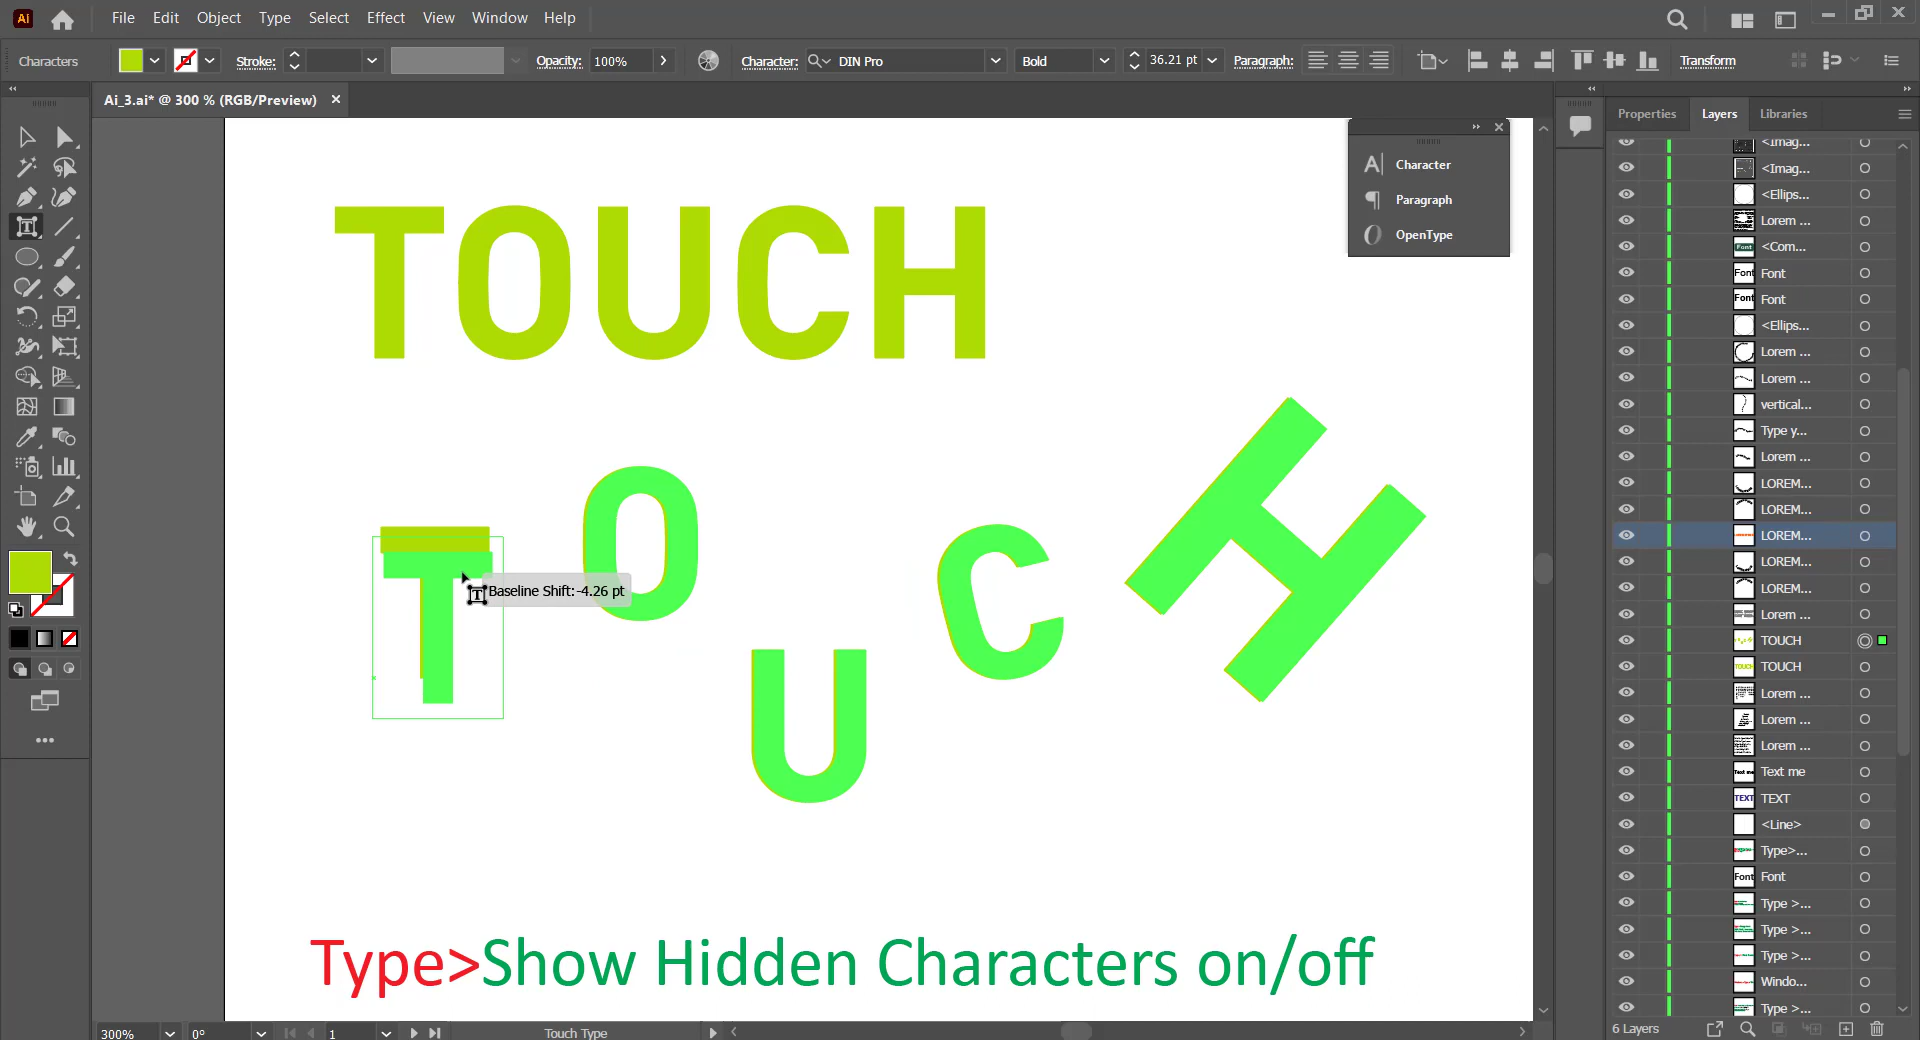 Ai File Edit Object Type Select Effect View Window Help
Characters Stroke: Opacity: 100% Character: DIN Pro Bold 36.21 pt Paragraph: Transform
Ai_3.ai* @ 300 % (RGB/Preview)
Properties Layers Libraries
Character
Paragraph
OpenType
TOUCH
T O U C H
Baseline Shift:-4.26 pt
Type>Show Hidden Characters on/off
<Imag...
<Imag...
<Ellips...
Lorem ...
<Com...
Font
Font
<Ellips...
Lorem ...
Lorem ...
vertical...
Type y...
Lorem ...
LOREM...
LOREM...
LOREM...
LOREM...
LOREM...
Lorem ...
TOUCH
TOUCH
Lorem ...
Lorem ...
Lorem ...
Text me
TEXT
<Line>
Type>...
Font
Type >...
Type >...
Type >...
Windo...
Type >...
6 Layers
300% 0° 1 Touch Type